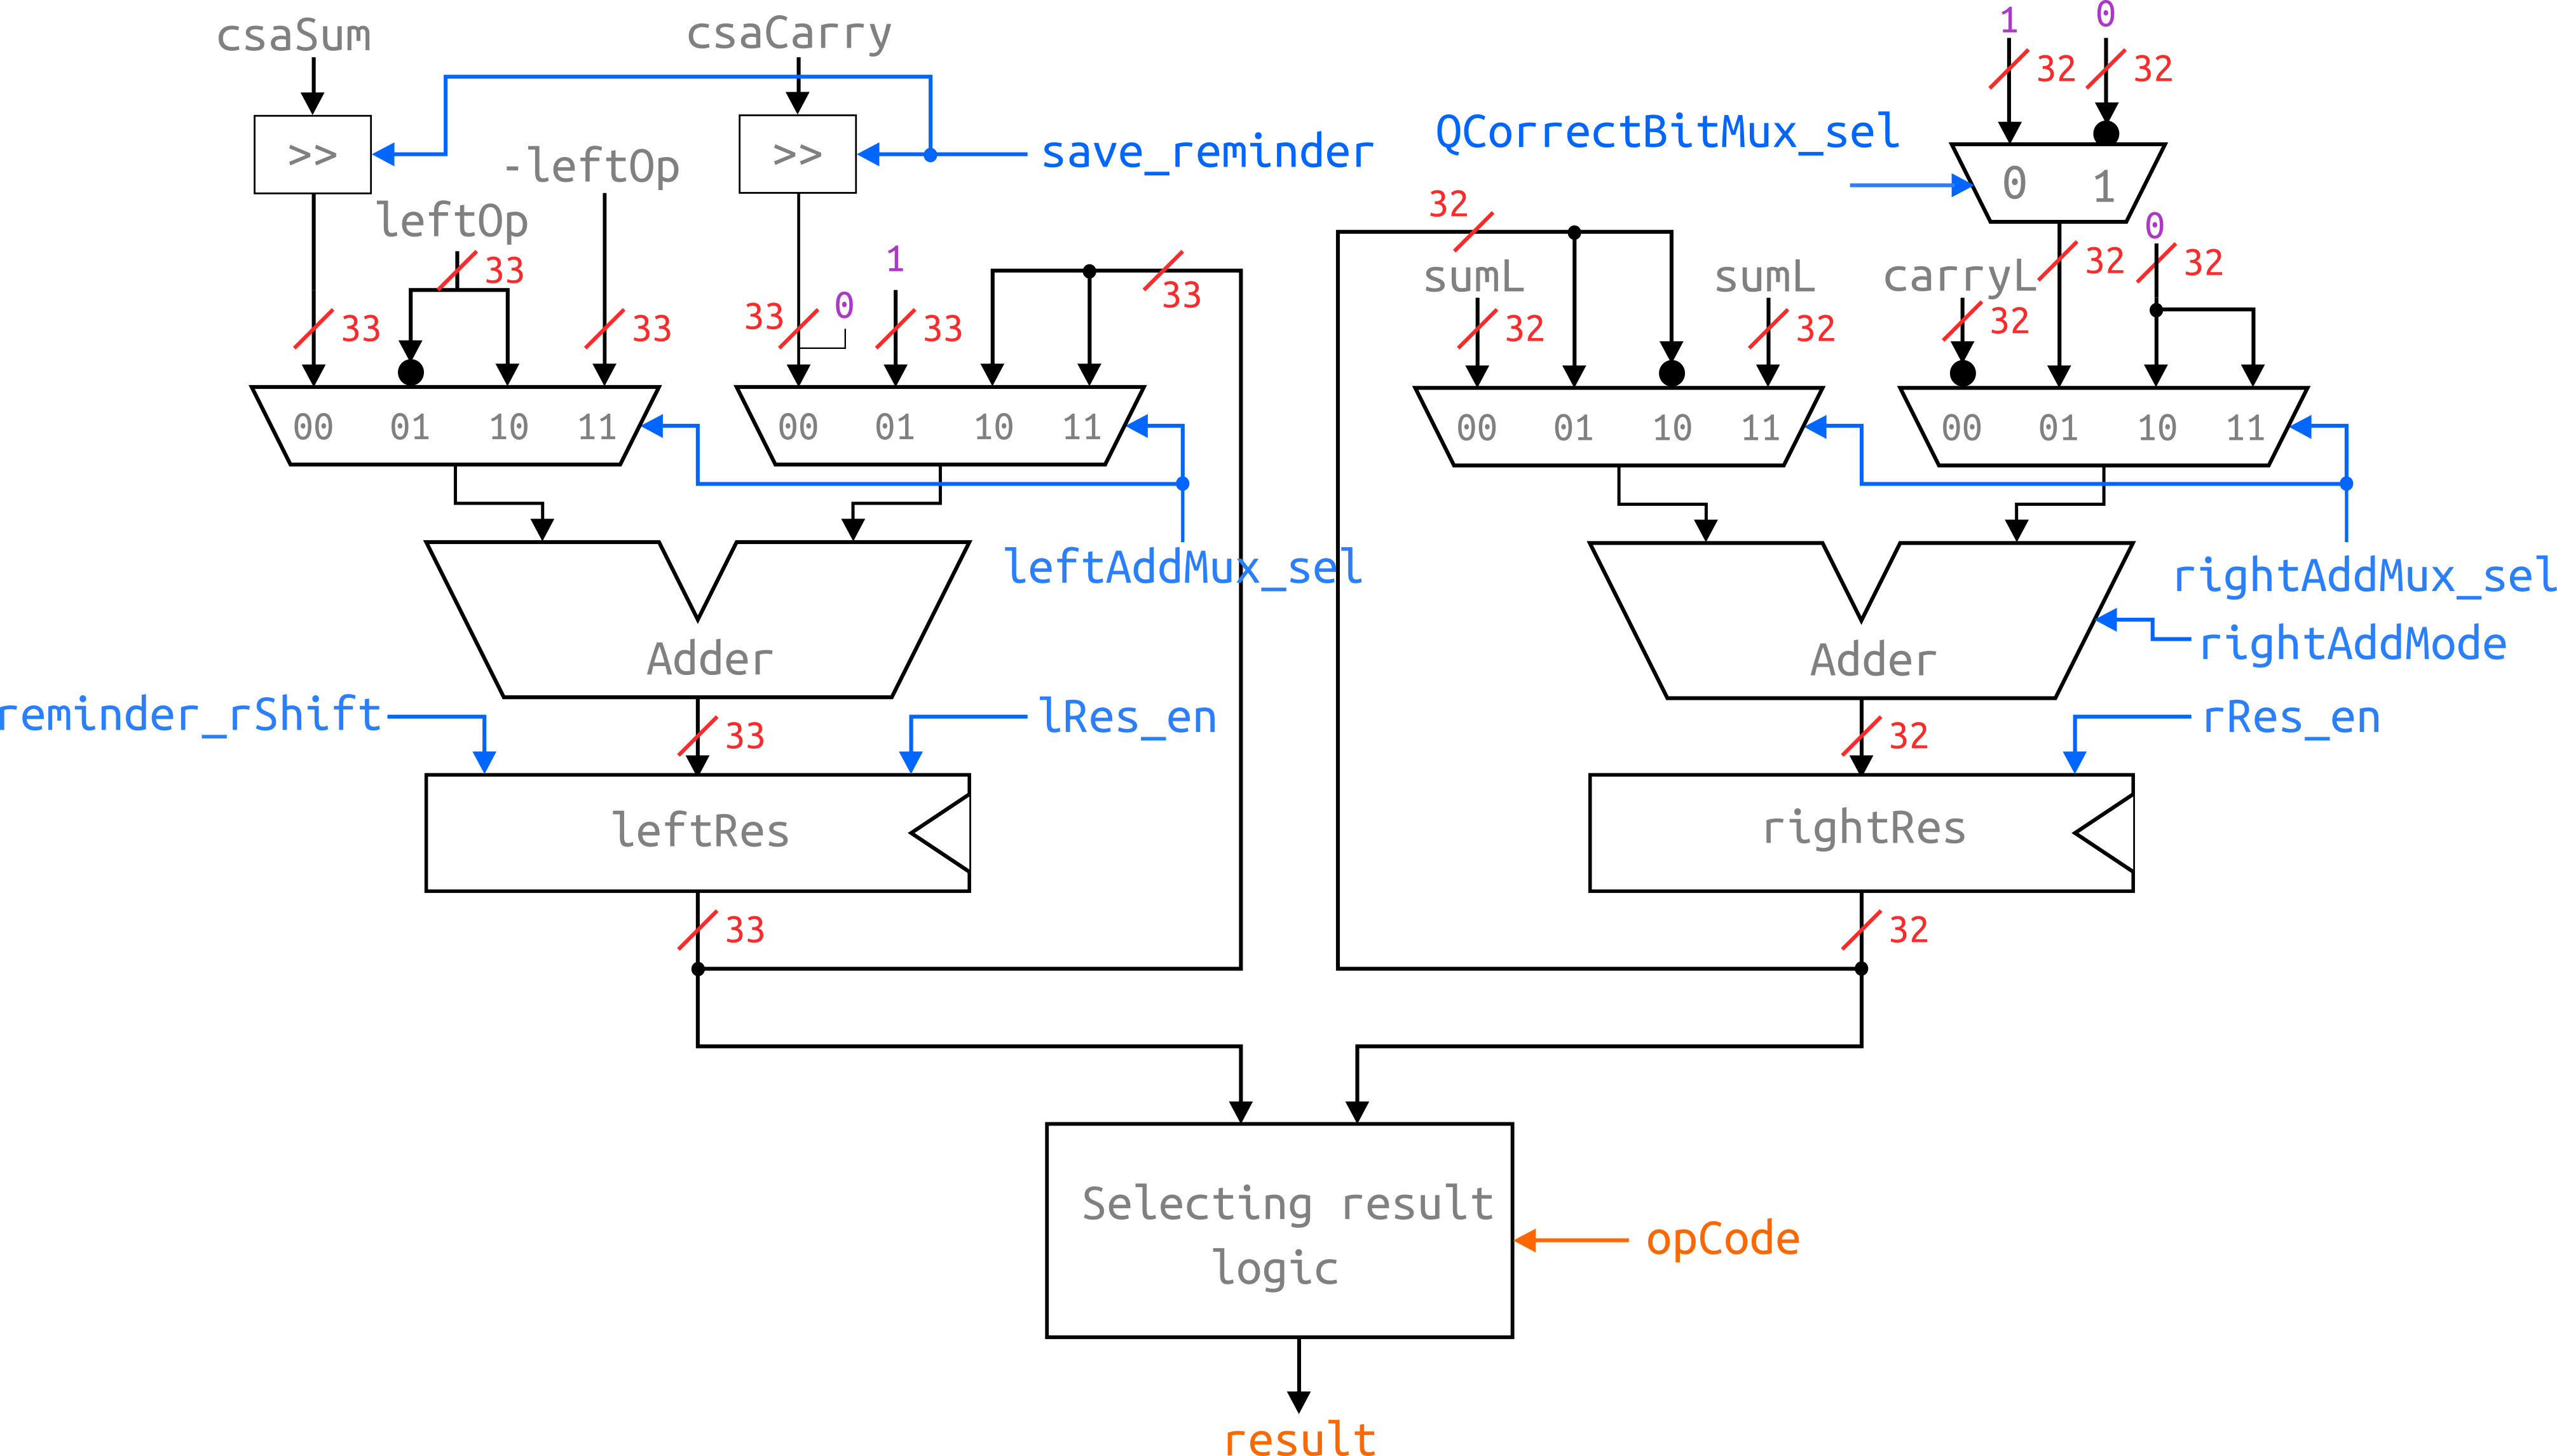 csaSum
csaCarry
1
0
32
32
QCorrectBitMux_sel
>>
>>
save_reminder
-leftOp
0
1
leftOp
32
0
33
1
33
sumL
sumL
carryL
32
32
33
33
33
0
33
32
32
32
00
01
10
11
00
01
10
11
00
01
10
11
00
01
10
11
leftAddMux_sel
rightAddMux_sel
Adder
Adder
rightAddMode
reminder_rShift
33
lRes_en
32
rRes_en
leftRes
rightRes
33
32
Selecting result
logic
opCode
result